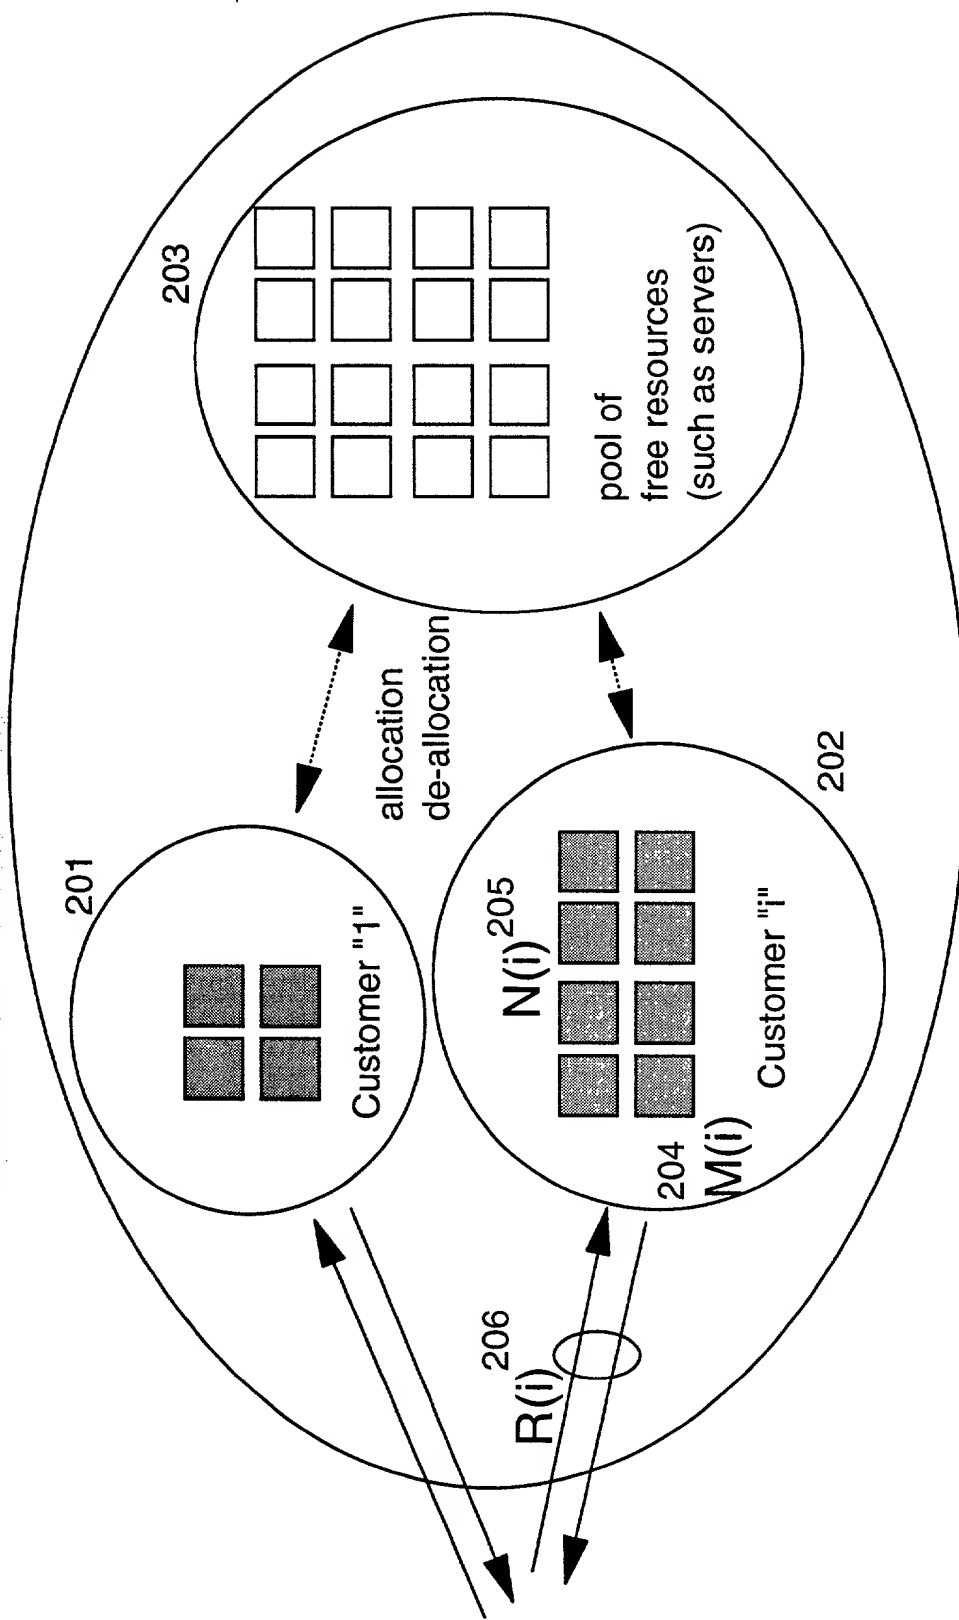 201
Customer "1"
203
allocation
de-allocation
pool of
free resources
(such as servers)
206
R(i)
N(i)
205
204
M(i)
Customer "i"
202